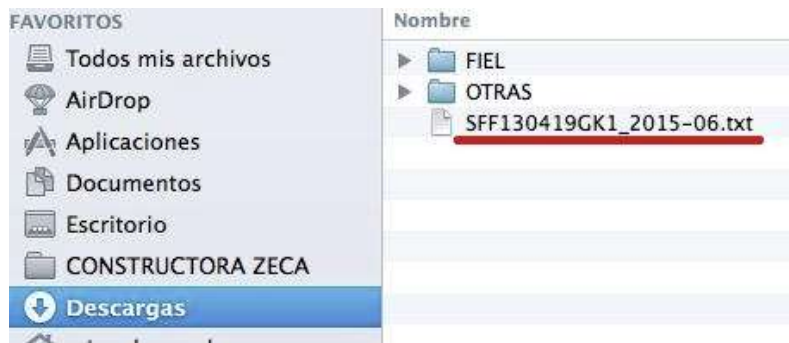 FAVORITOS
Todos mis archivos
AirDrop
Aplicaciones
Documentos
Escritorio
CONSTRUCTORA ZECA
Descargas
Nombre
FIEL
OTRAS
SFF130419GK1_2015-06.txt